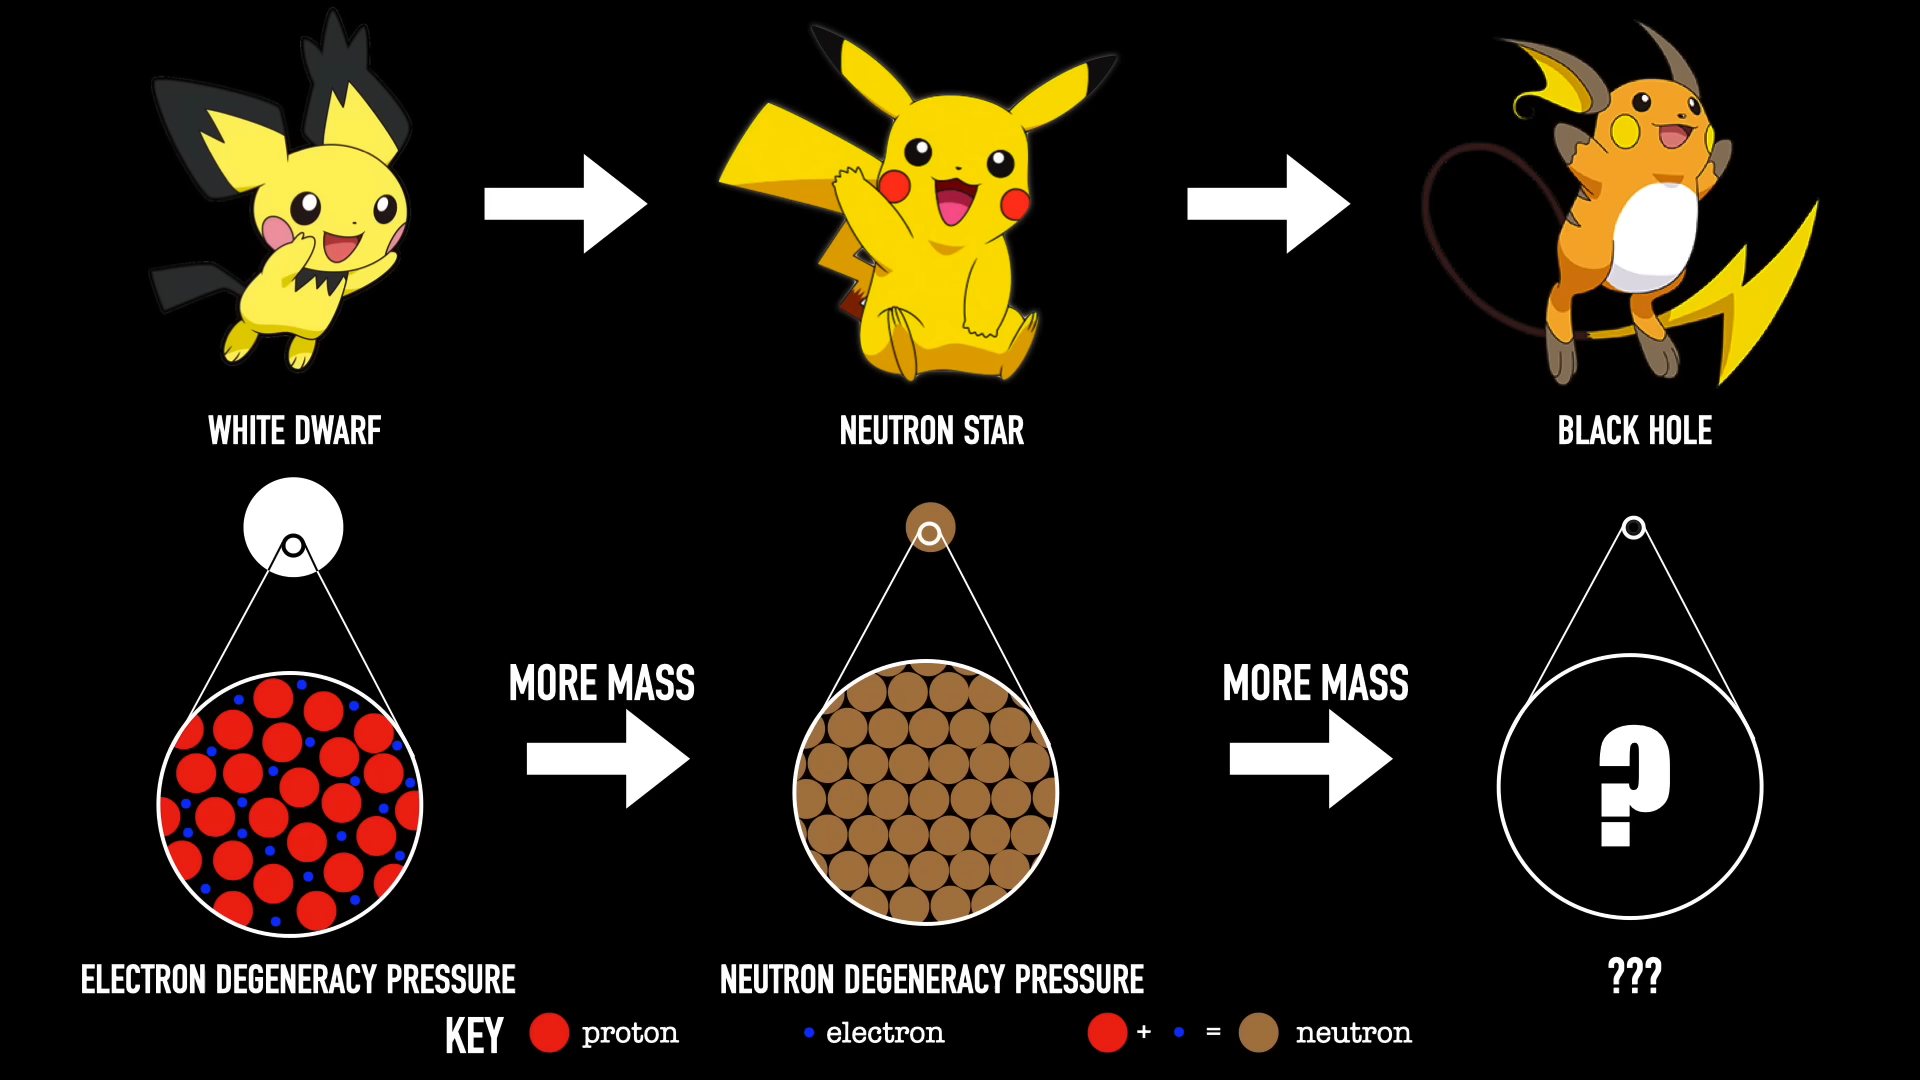 WHITE DWARF
NEUTRON STAR
BLACK HOLE
MORE MASS
MORE MASS
?
ELECTRON DEGENERACY PRESSURE
NEUTRON DEGENERACY PRESSURE
???
KEY proton electron + = neutron